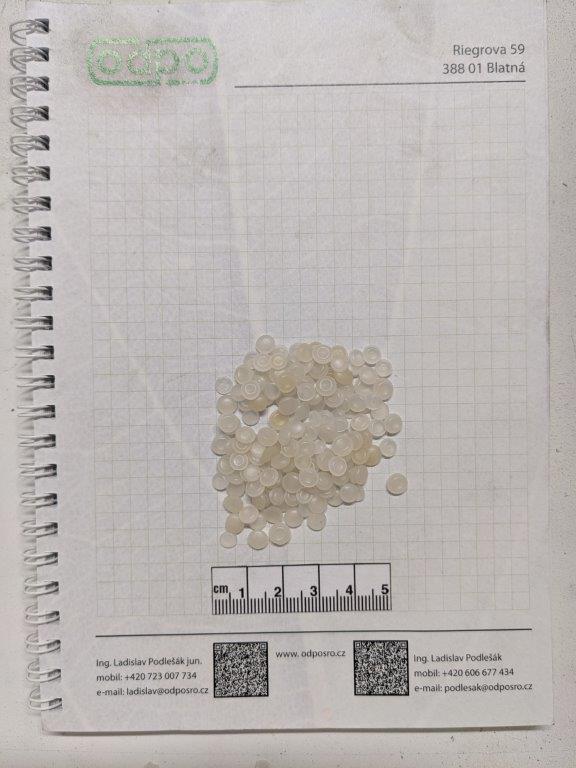 odpo
Riegrova 59
388 01 Blatná
cm 1 2 3 4 5
Ing. Ladislav Podlešák jun.
mobil: +420 723 007 734
e-mail: ladislav@odposro.cz
www. odposro.cz
Ing. Ladislav Podlešák
mobil: +420 606 677 434
e-mail: podlesak@odposro.cz